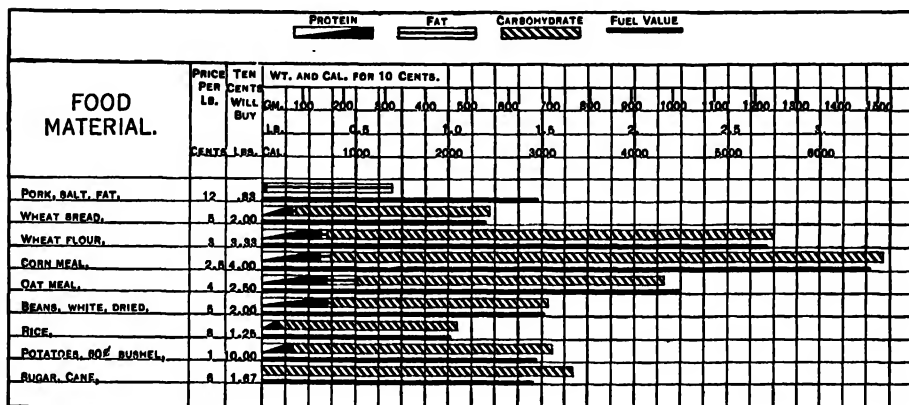 PROTEIN FAT CARBOHYDRATE FUEL VALUE
FOOD MATERIAL.
PRICE PER LB. CENTS
TEN CENTS WILL BUY LBS.
WT. AND CAL. FOR 10 CENTS.
GM. 100 200 300 400 500 600 700 800 900 1000 1100 1200 1300 1400 1500
LB. 0.5 1.0 1.5 2. 2.5 3.
CAL. 1000 2000 3000 4000 5000 6000
PORK, SALT, FAT, 12 .83
WHEAT BREAD, 5 2.00
WHEAT FLOUR, 3 3.33
CORN MEAL, 2.5 4.00
OAT MEAL, 4 2.50
BEANS, WHITE, DRIED, 5 2.00
RICE, 8 1.25
POTATOES, 60¢ BUSHEL, 1 10.00
SUGAR, CANE, 6 1.67